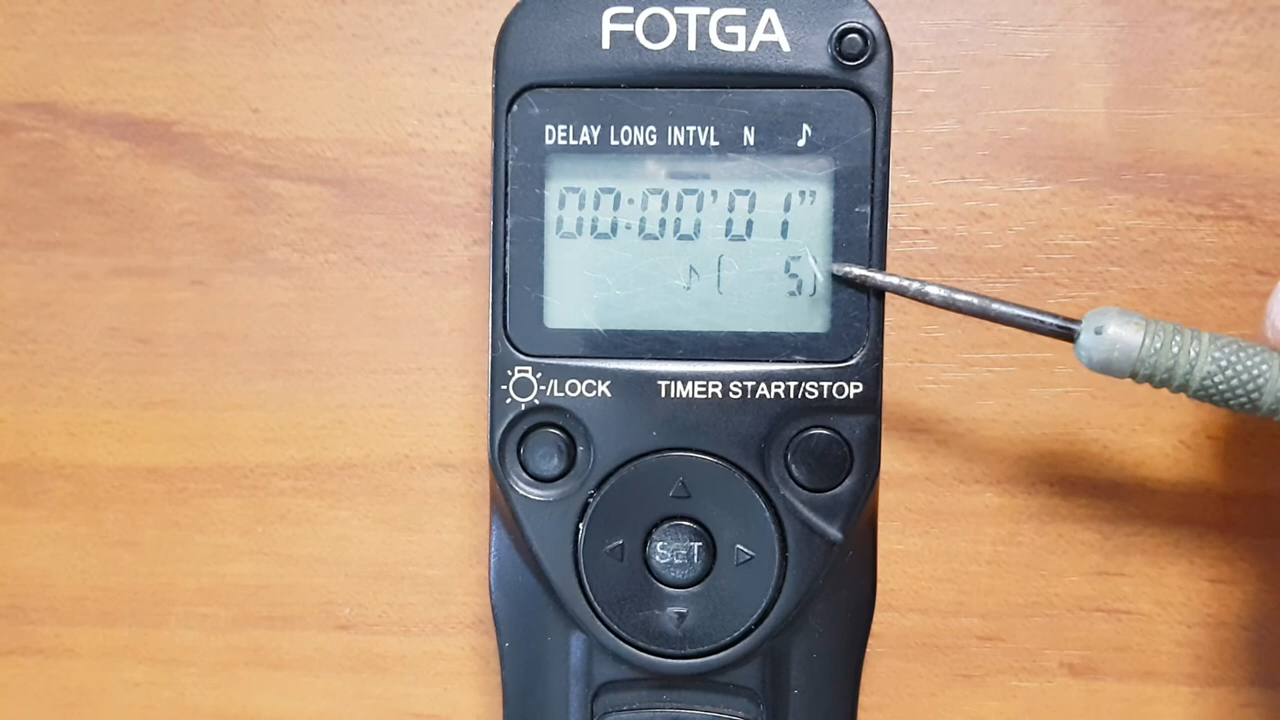 FOTGA
DELAY LONG INTVL N ♪
00:00'01"
♪ [ 5]
-/LOCK
TIMER START/STOP
SET